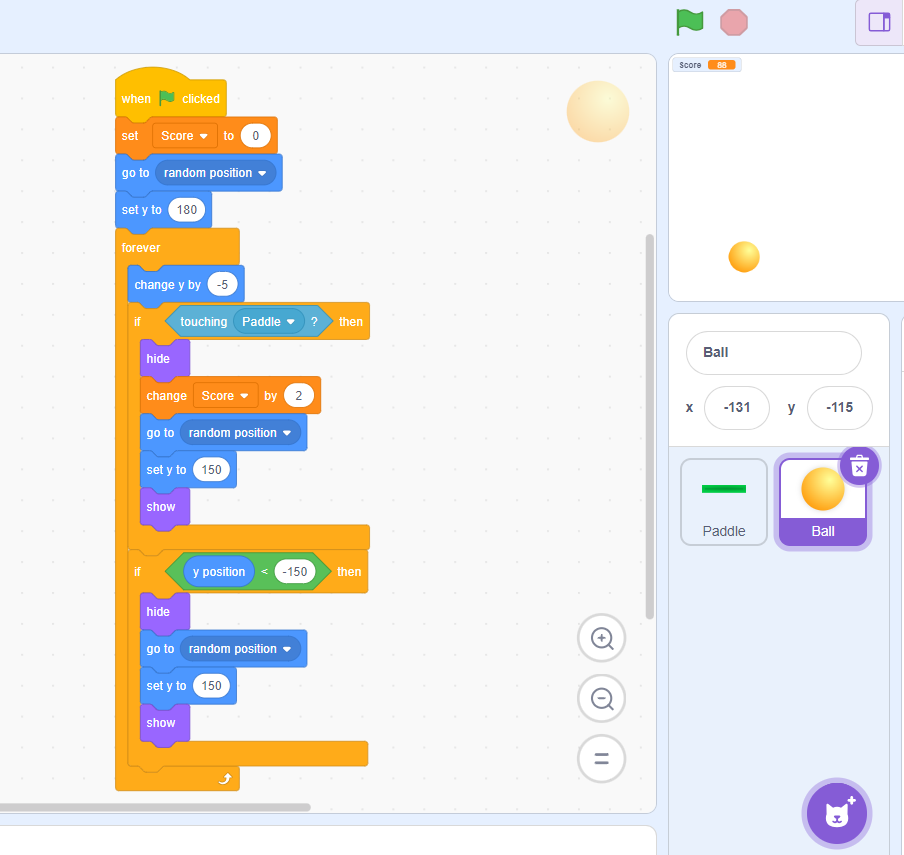 when clicked
set Score to 0
go to random position
set y to 180
forever
change y by -5
if touching Paddle ? then
hide
change Score by 2
go to random position
set y to 150
show
if y position < -150 then
hide
go to random position
set y to 150
show
Score 88
Ball
x -131 y -115
Paddle
Ball